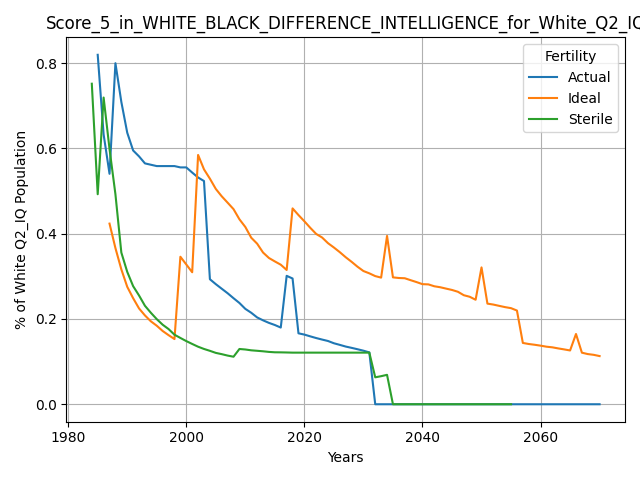 Score_5_in_WHITE_BLACK_DIFFERENCE_INTELLIGENCE_for_White_Q2_IQ
Fertility
Actual
Ideal
Sterile
% of White Q2_IQ Population
0.8
0.6
0.4
0.2
0.0
1980
2000
2020
2040
2060
Years